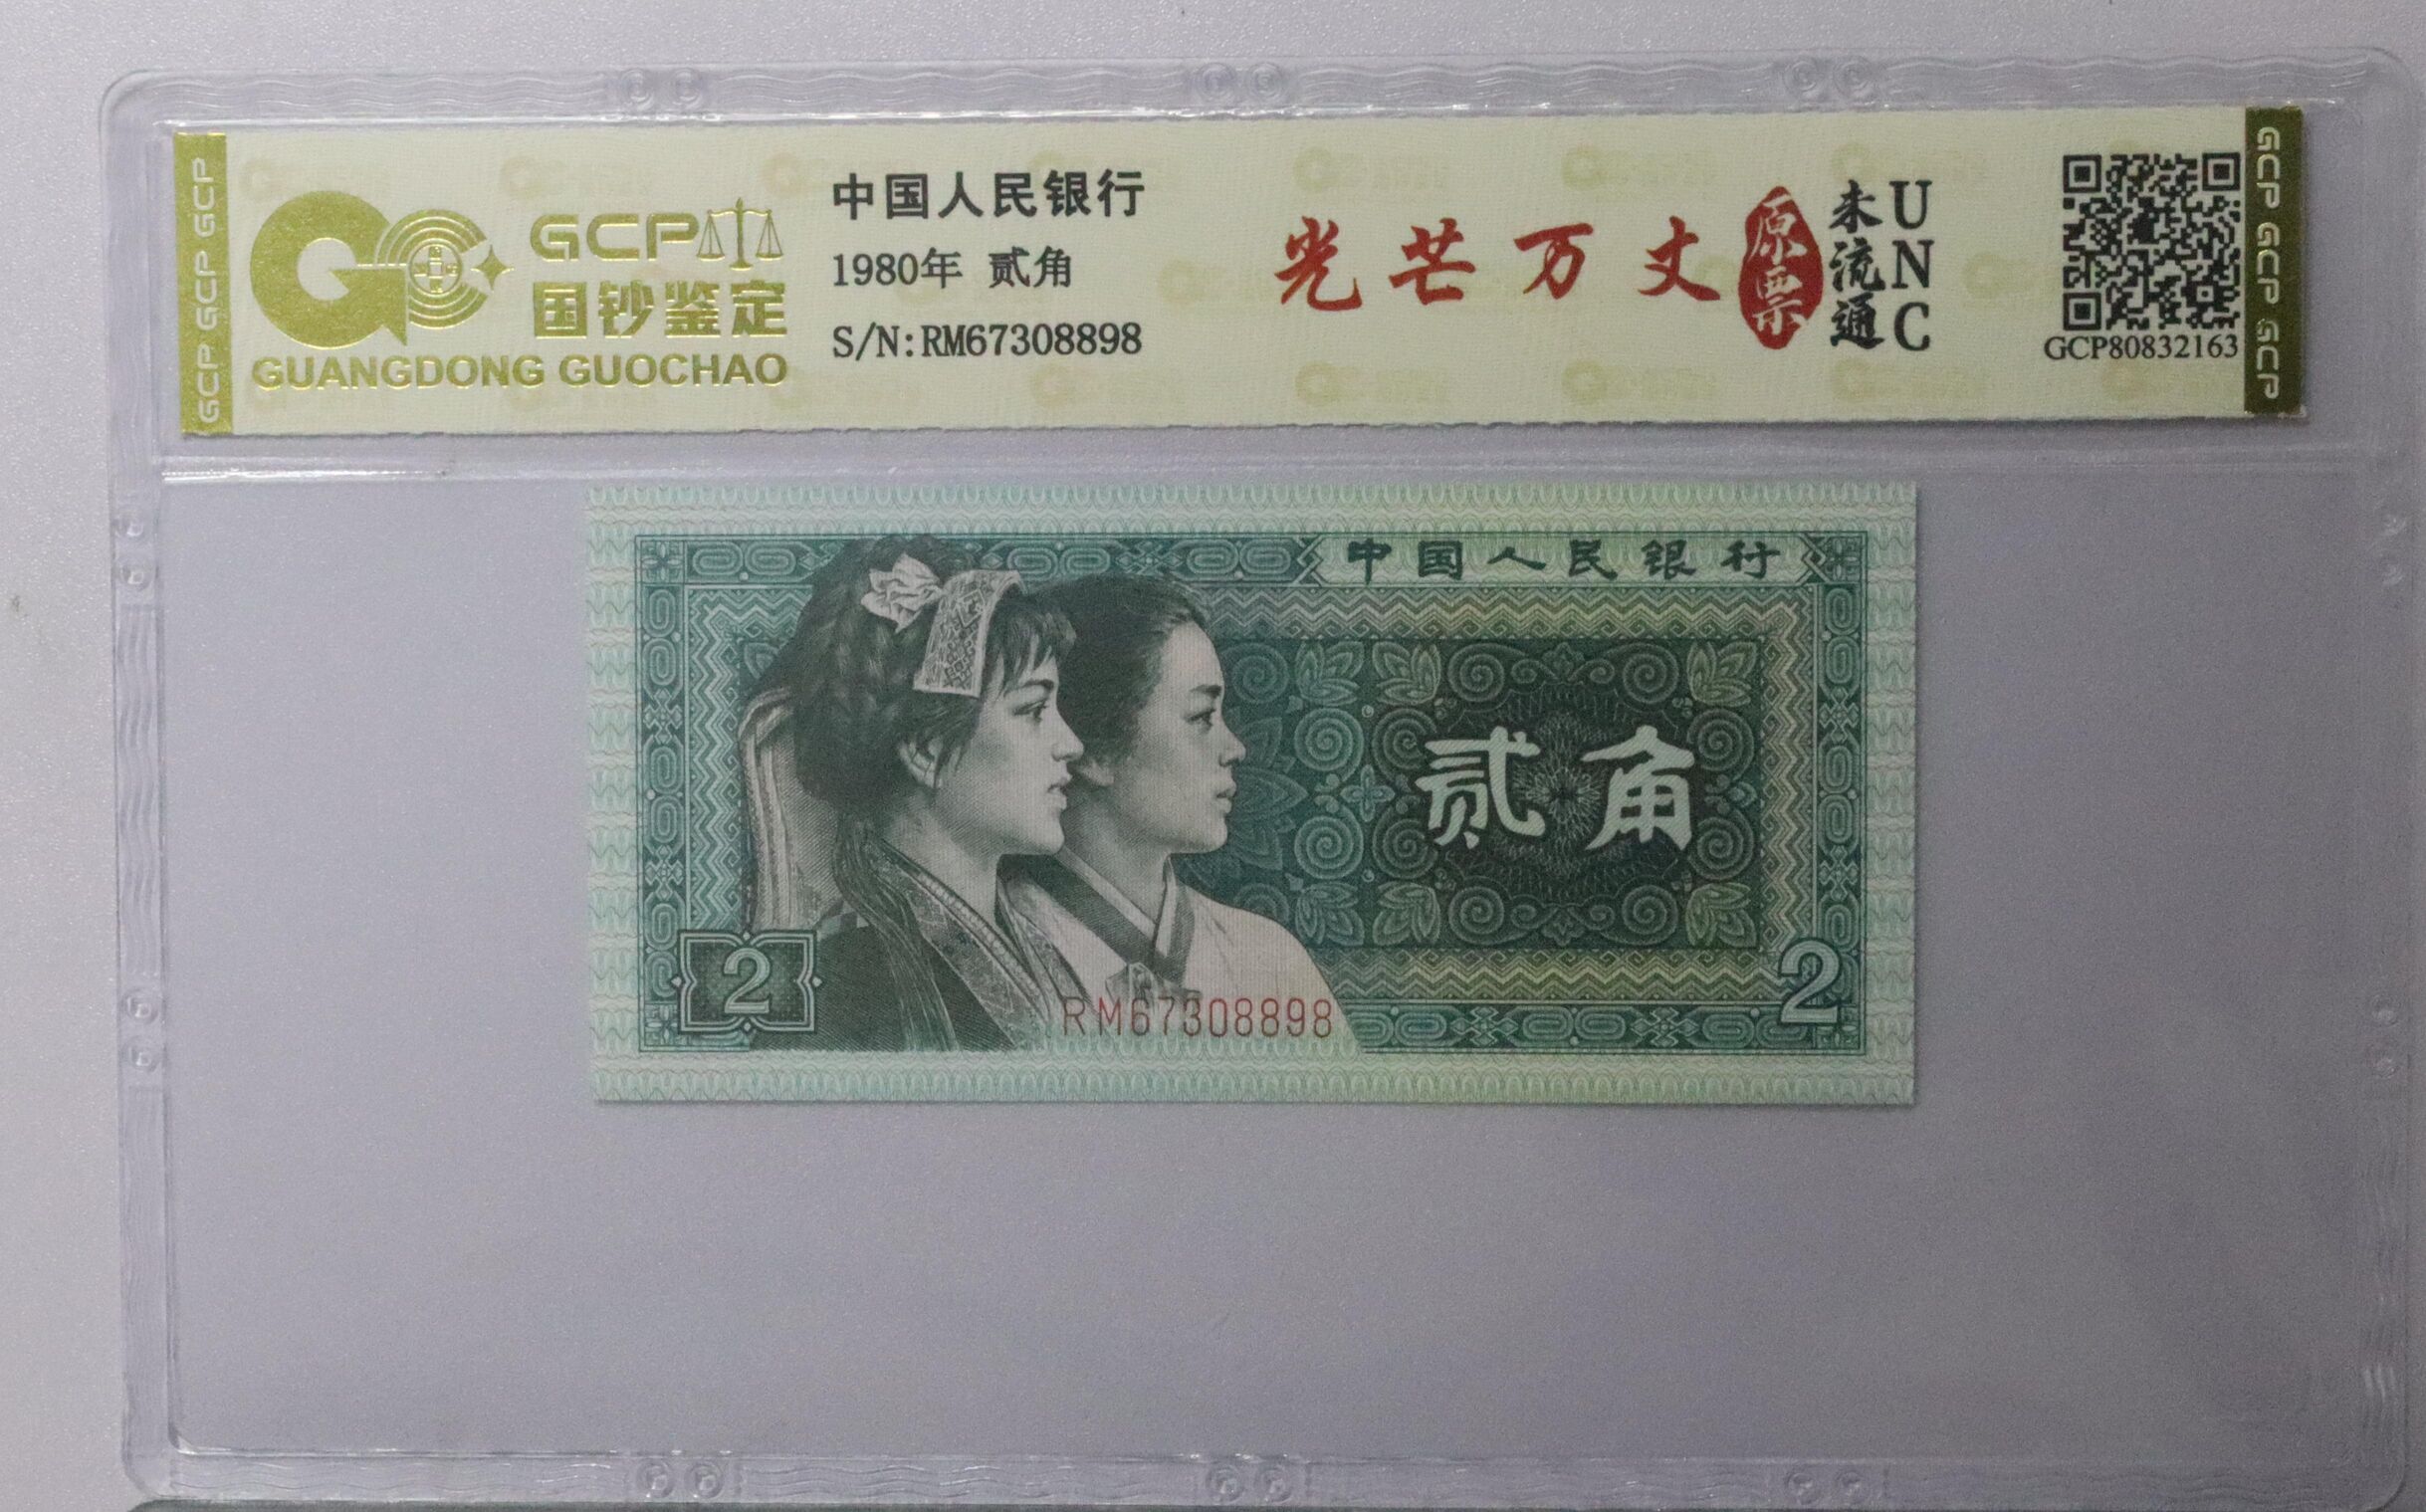 GCP GCP GCP
GCP
国钞鉴定
GUANGDONG GUOCHAO
中国人民银行
1980年 贰角
S/N:RM67308898
光芒万丈
原票
未流通
UNC
GCP80832163
GCP GCP GCP
中国人民银行
贰角
2
RM67308898
2